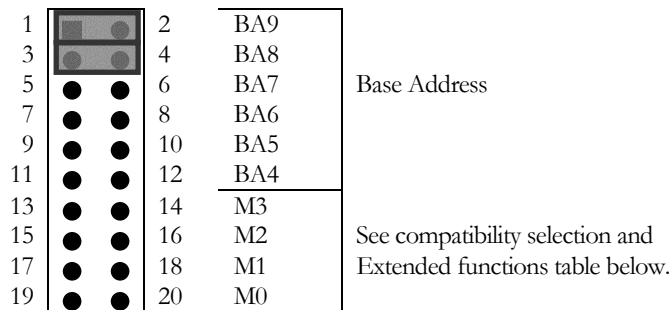 1 2 BA9
3 4 BA8
5 6 BA7 Base Address
7 8 BA6
9 10 BA5
11 12 BA4
13 14 M3
15 16 M2 See compatibility selection and
17 18 M1 Extended functions table below.
19 20 M0